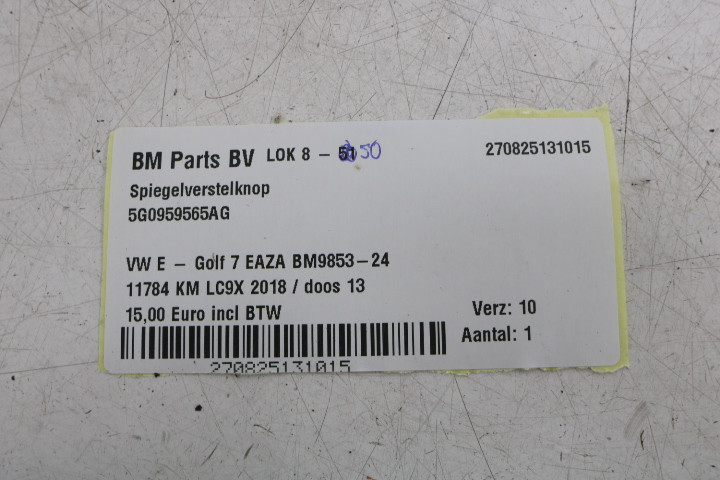 BM Parts BV LOK 8 - 50 270825131015
Spiegelverstelknop
5G0959565AG
VW E - Golf 7 EAZA BM9853-24
11784 KM LC9X 2018 / doos 13
15,00 Euro incl BTW
Verz: 10
Aantal: 1
270825131015